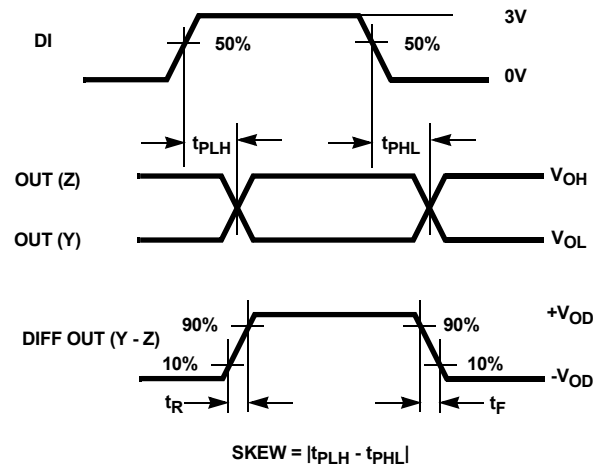 3V
DI
50%
50%
0V
tPLH
tPHL
OUT (Z)
VOH
OUT (Y)
VOL
+VOD
90%
90%
DIFF OUT (Y - Z)
10%
10%
-VOD
tR
tF
SKEW = |tPLH - tPHL|